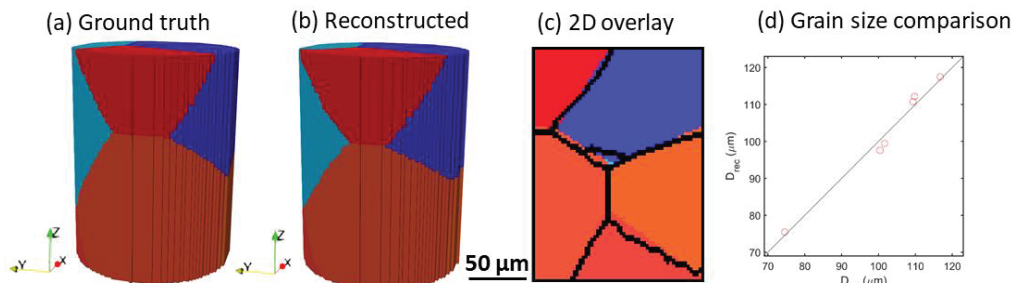 (a) Ground truth
(b) Reconstructed
(c) 2D overlay
(d) Grain size comparison
Z
Y
X
Z
Y
X
50 µm
120
110
100
90
80
70
D_rec (µm)
70 80 90 100 110 120
(µm)